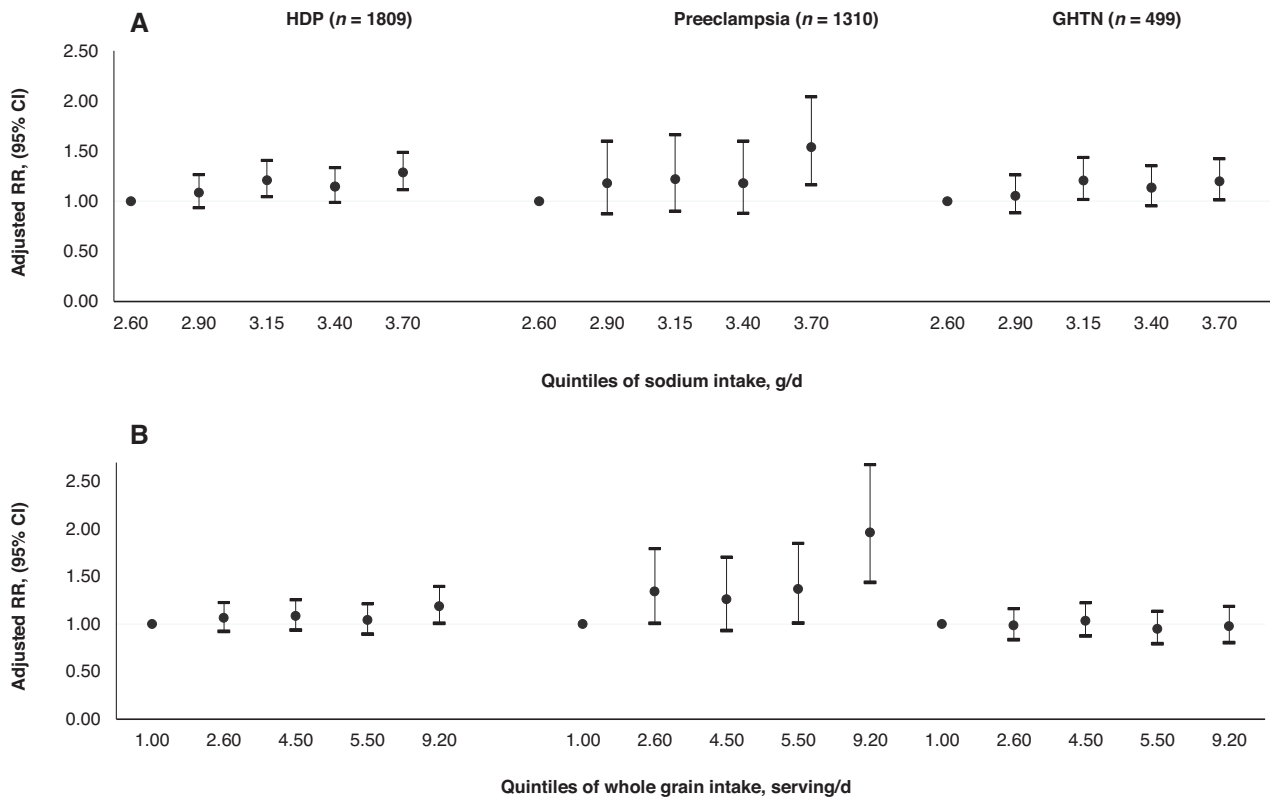 A
HDP (n = 1809) Preeclampsia (n = 1310) GHTN (n = 499)
Adjusted RR, (95% CI)
2.50
2.00
1.50
1.00
0.50
0.00
2.60 2.90 3.15 3.40 3.70 2.60 2.90 3.15 3.40 3.70 2.60 2.90 3.15 3.40 3.70
Quintiles of sodium intake, g/d
B
Adjusted RR, (95% CI)
2.50
2.00
1.50
1.00
0.50
0.00
1.00 2.60 4.50 5.50 9.20 1.00 2.60 4.50 5.50 9.20 1.00 2.60 4.50 5.50 9.20
Quintiles of whole grain intake, serving/d